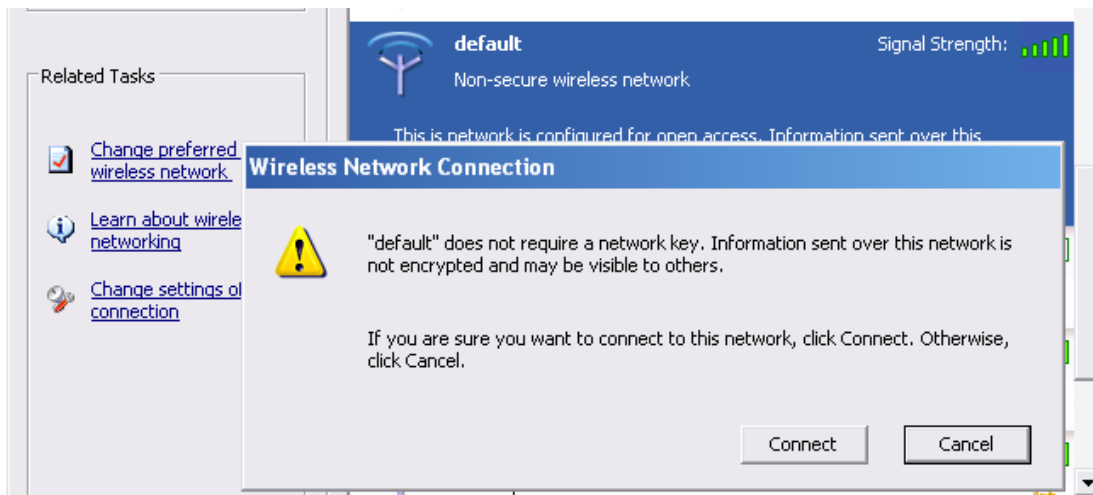 default
Signal Strength:
Non-secure wireless network
Related Tasks
This is network is configured for open access. Information sent over this
Change preferred
wireless network
Learn about wirele
networking
Change settings of
connection
Wireless Network Connection
"default" does not require a network key. Information sent over this network is
not encrypted and may be visible to others.
If you are sure you want to connect to this network, click Connect. Otherwise,
click Cancel.
Connect
Cancel